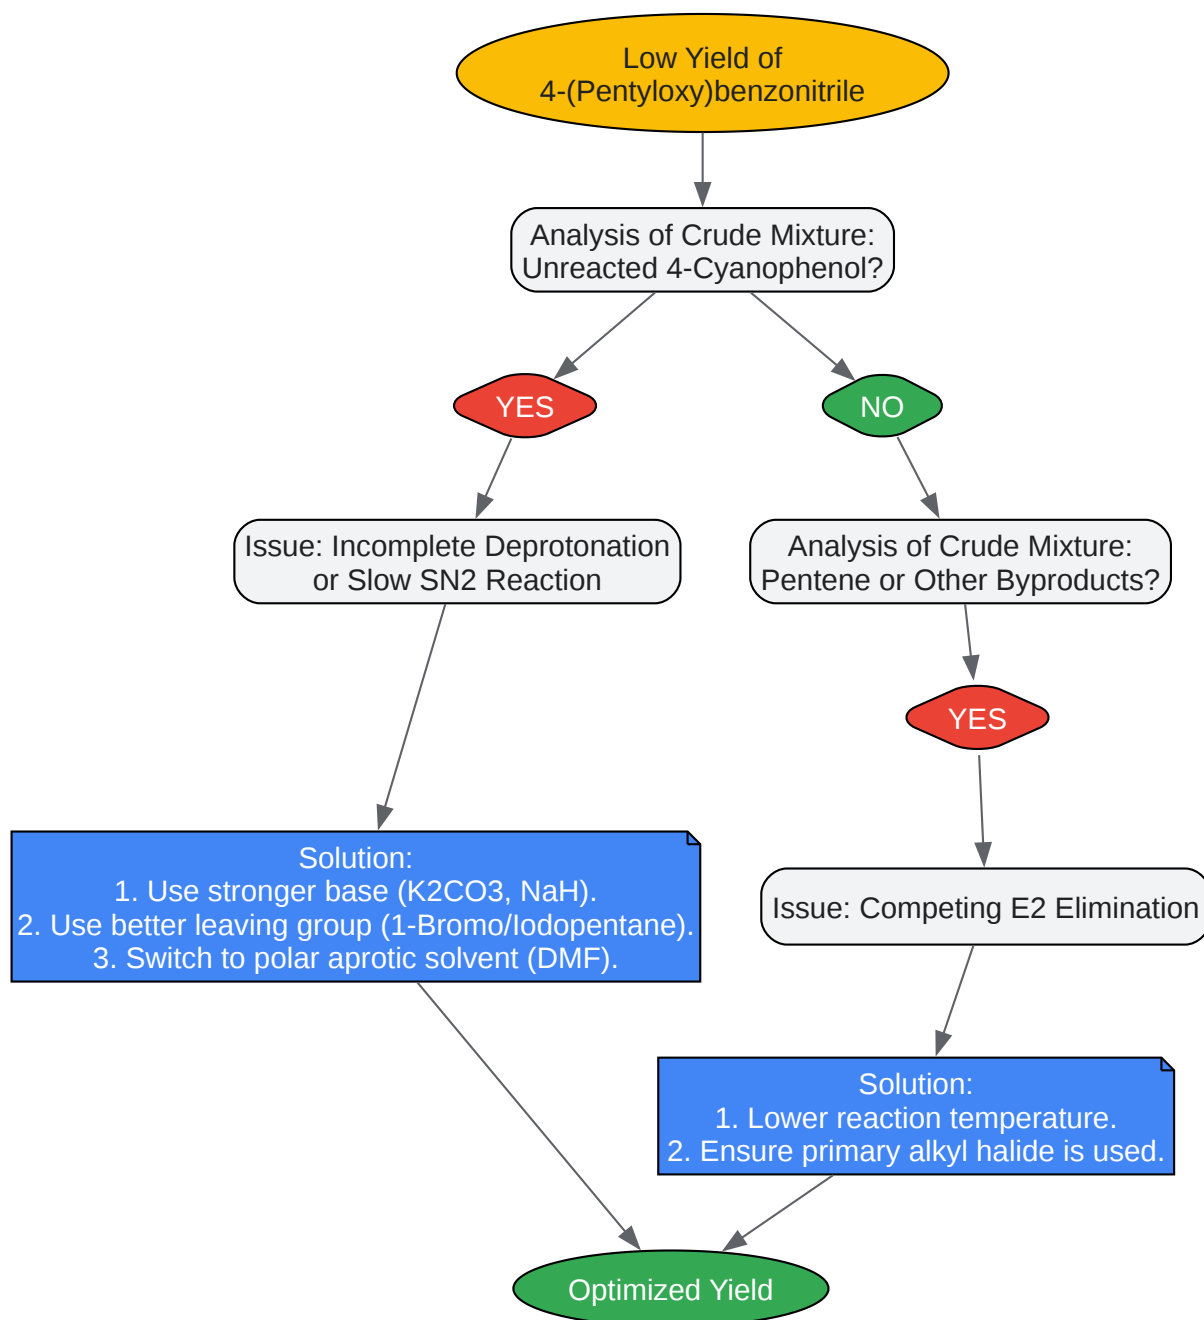 Low Yield of
4-(Pentyloxy)benzonitrile
Analysis of Crude Mixture:
Unreacted 4-Cyanophenol?
YES
NO
Issue: Incomplete Deprotonation
or Slow SN2 Reaction
Analysis of Crude Mixture:
Pentene or Other Byproducts?
YES
Solution:
1. Use stronger base (K2CO3, NaH).
2. Use better leaving group (1-Bromo/Iodopentane).
3. Switch to polar aprotic solvent (DMF).
Issue: Competing E2 Elimination
Solution:
1. Lower reaction temperature.
2. Ensure primary alkyl halide is used.
Optimized Yield